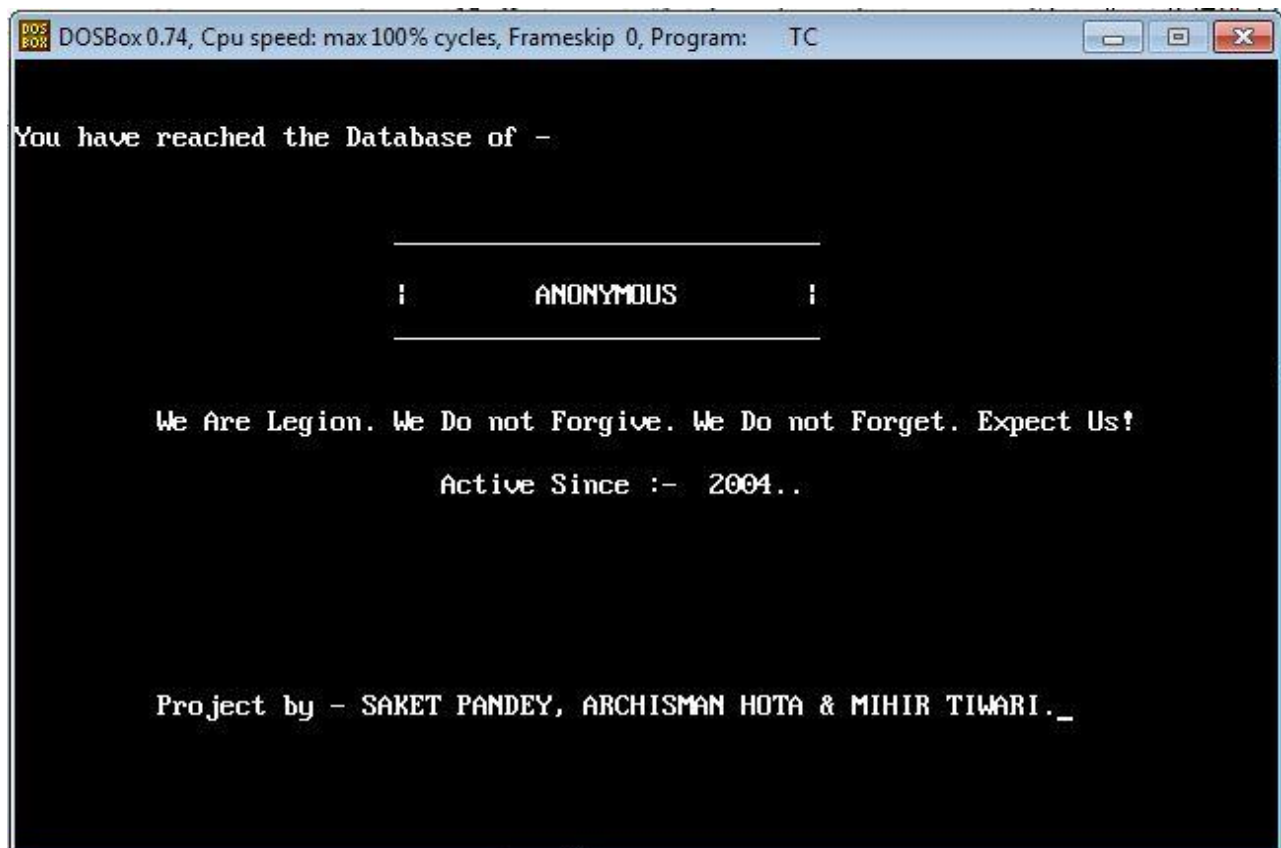 DOS BOX DOSBox 0.74, Cpu speed: max 100% cycles, Frameskip 0, Program: TC
You have reached the Database of -
| ANONYMOUS |
We Are Legion. We Do not Forgive. We Do not Forget. Expect Us!
Active Since :- 2004..
Project by - SAKET PANDEY, ARCHISMAN HOTA & MIHIR TIWARI._